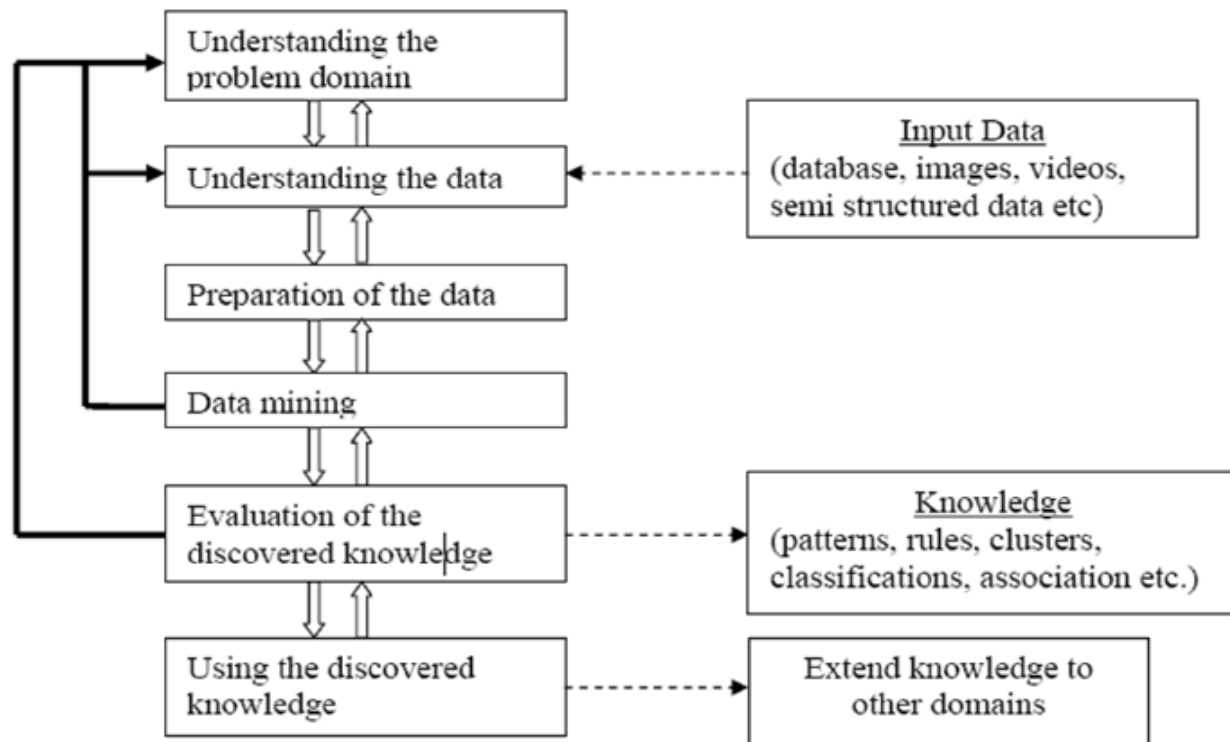 Understanding the
problem domain
Understanding the data
Input Data
(database, images, videos,
semi structured data etc)
Preparation of the data
Data mining
Evaluation of the
discovered knowledge
Knowledge
(patterns, rules, clusters,
classifications, association etc.)
Using the discovered
knowledge
Extend knowledge to
other domains